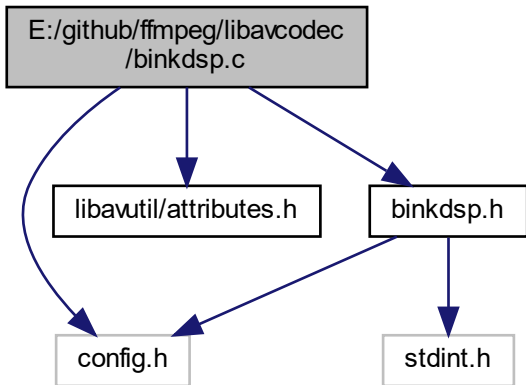 E:/github/ffmpeg/libavcodec
/binkdsp.c
libavutil/attributes.h
binkdsp.h
config.h
stdint.h